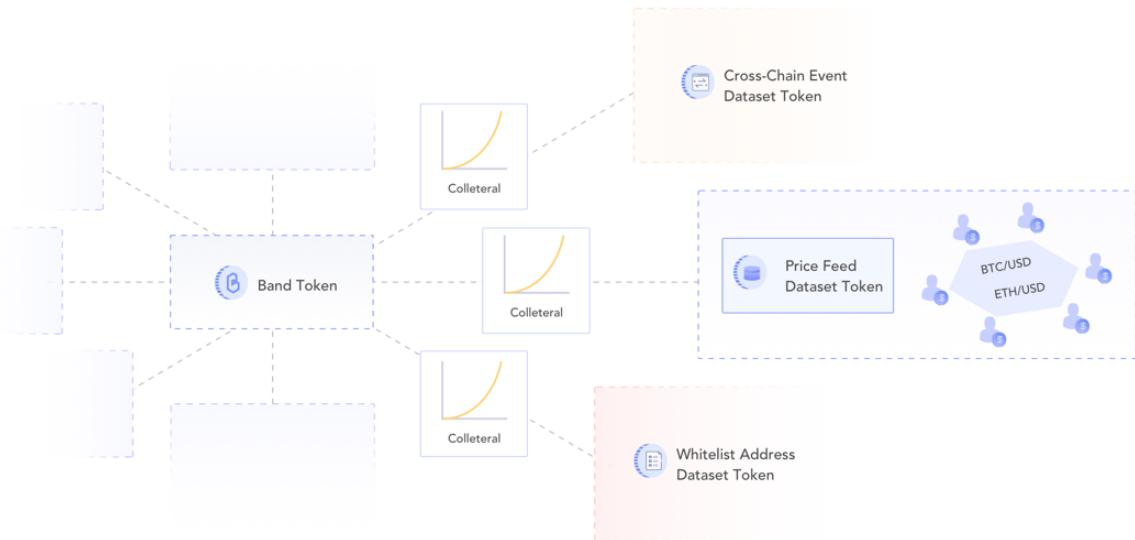 Cross-Chain Event
Dataset Token
Colleteral
Band Token
Colleteral
Price Feed
Dataset Token
BTC/USD
ETH/USD
$
$
$
$
$
$
Colleteral
Whitelist Address
Dataset Token